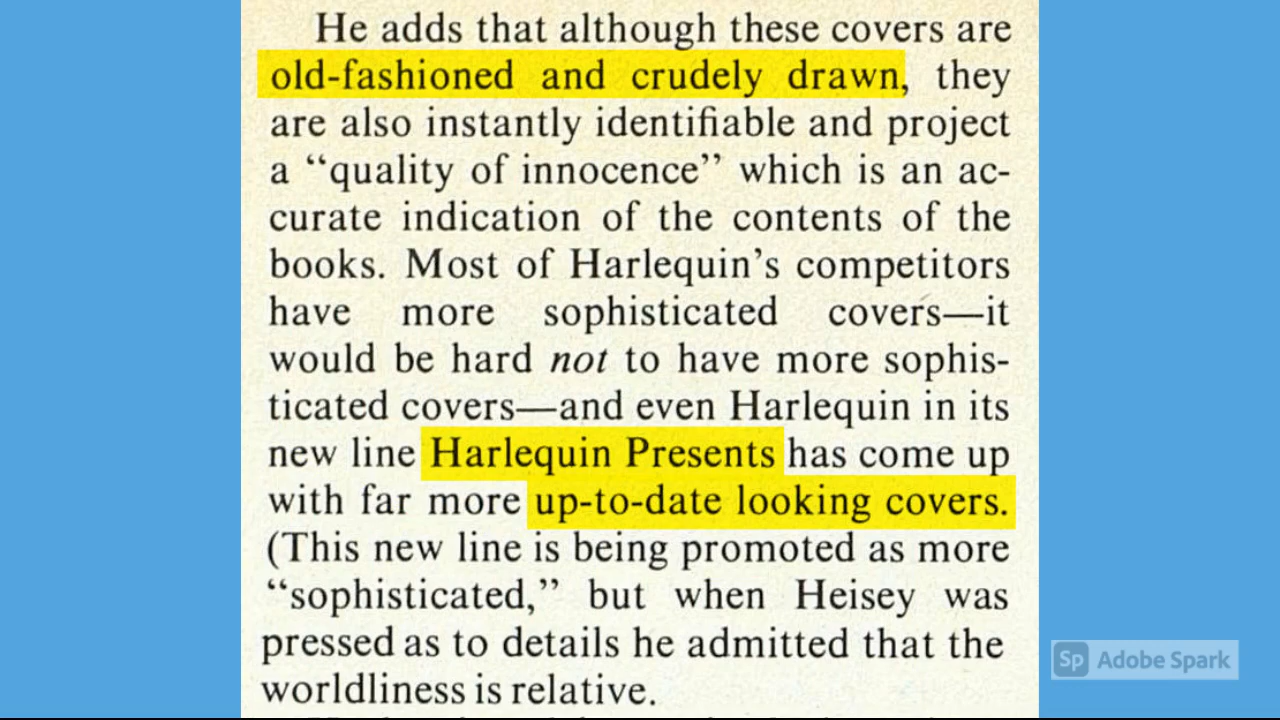 He adds that although these covers are
old-fashioned and crudely drawn, they
are also instantly identifiable and project
a “quality of innocence” which is an ac-
curate indication of the contents of the
books. Most of Harlequin’s competitors
have more sophisticated covers—it
would be hard not to have more sophis-
ticated covers—and even Harlequin in its
new line Harlequin Presents has come up
with far more up-to-date looking covers.
(This new line is being promoted as more
“sophisticated,” but when Heisey was
pressed as to details he admitted that the
worldliness is relative.
Sp Adobe Spark